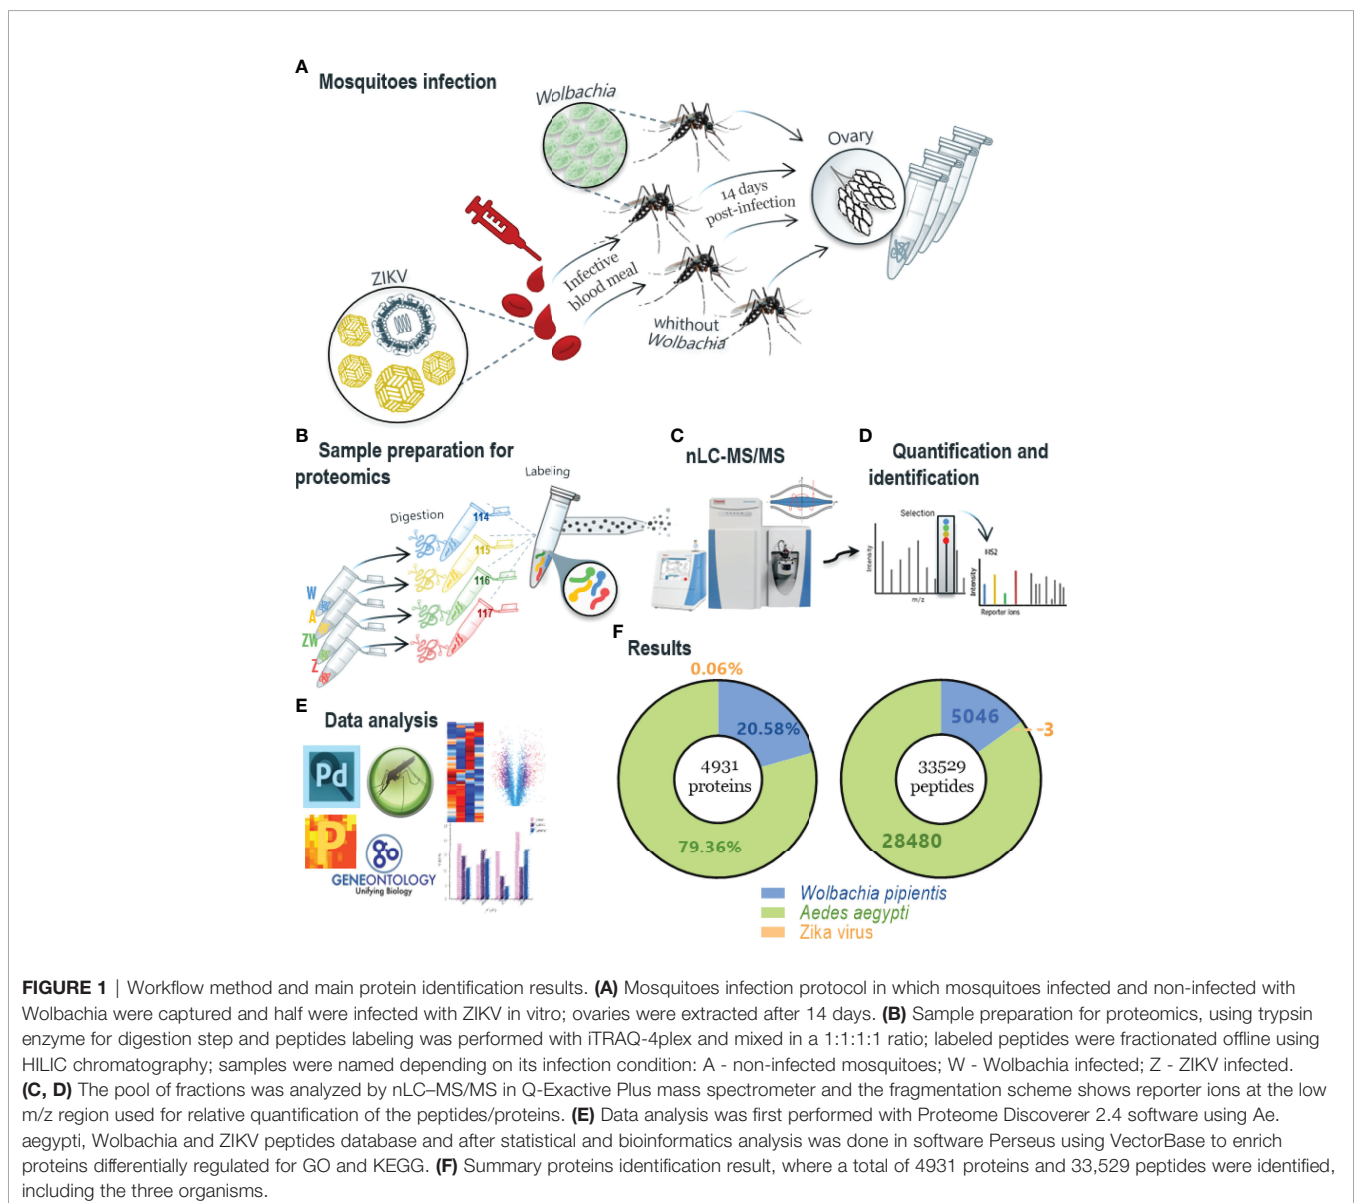 A
Mosquitoes infection
Wolbachia
Ovary
14 days
post-infection
Infective
blood meal
ZIKV
whithout
Wolbachia
B
Sample preparation for
proteomics
Labeling
Digestion
114
115
116
117
W
A
ZW
Z
C
nLC-MS/MS
D
Quantification and
identification
Selection
Intensity
m/z
MS2
Intensity
Reporter ions
E
Data analysis
Pd
P
GENEONTOLOGY
Unifying Biology
F
Results
0.06%
20.58%
4931
proteins
79.36%
5046
3
33529
peptides
28480
Wolbachia pipientis
Aedes aegypti
Zika virus
FIGURE 1 | Workflow method and main protein identification results. (A) Mosquitoes infection protocol in which mosquitoes infected and non-infected with
Wolbachia were captured and half were infected with ZIKV in vitro; ovaries were extracted after 14 days. (B) Sample preparation for proteomics, using trypsin
enzyme for digestion step and peptides labeling was performed with iTRAQ-4plex and mixed in a 1:1:1:1 ratio; labeled peptides were fractionated offline using
HILIC chromatography; samples were named depending on its infection condition: A - non-infected mosquitoes; W - Wolbachia infected; Z - ZIKV infected.
(C, D) The pool of fractions was analyzed by nLC–MS/MS in Q-Exactive Plus mass spectrometer and the fragmentation scheme shows reporter ions at the low
m/z region used for relative quantification of the peptides/proteins. (E) Data analysis was first performed with Proteome Discoverer 2.4 software using Ae.
aegypti, Wolbachia and ZIKV peptides database and after statistical and bioinformatics analysis was done in software Perseus using VectorBase to enrich
proteins differentially regulated for GO and KEGG. (F) Summary proteins identification result, where a total of 4931 proteins and 33,529 peptides were identified,
including the three organisms.